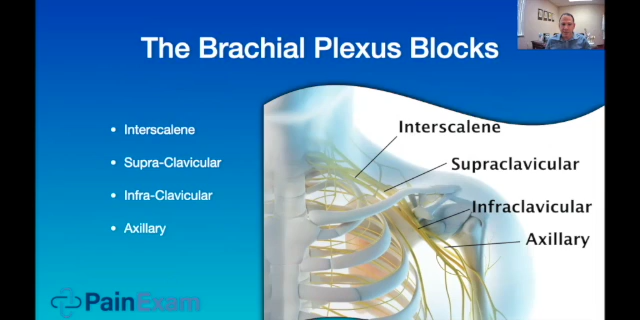 The Brachial Plexus Blocks
• Interscalene
• Supra-Clavicular
• Infra-Clavicular
• Axillary
Interscalene
Supraclavicular
Infraclavicular
Axillary
PainExam